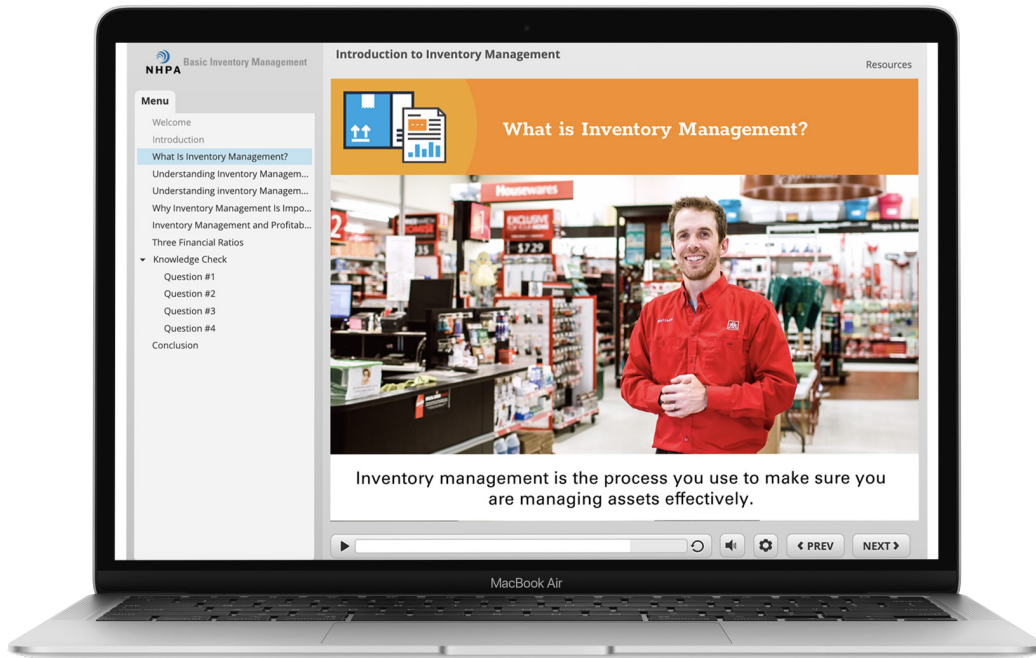 NHPA Basic Inventory Management
Introduction to Inventory Management
Resources
Menu
Welcome
Introduction
What Is Inventory Management?
Understanding Inventory Managem...
Understanding inventory Managem...
Why Inventory Management Is Impo...
Inventory Management and Profitab...
Three Financial Ratios
Knowledge Check
Question #1
Question #2
Question #3
Question #4
Conclusion
What is Inventory Management?
Housewares
2
1
EXCLUSIVE
$729
35
Inventory management is the process you use to make sure you
are managing assets effectively.
PREV
NEXT
MacBook Air